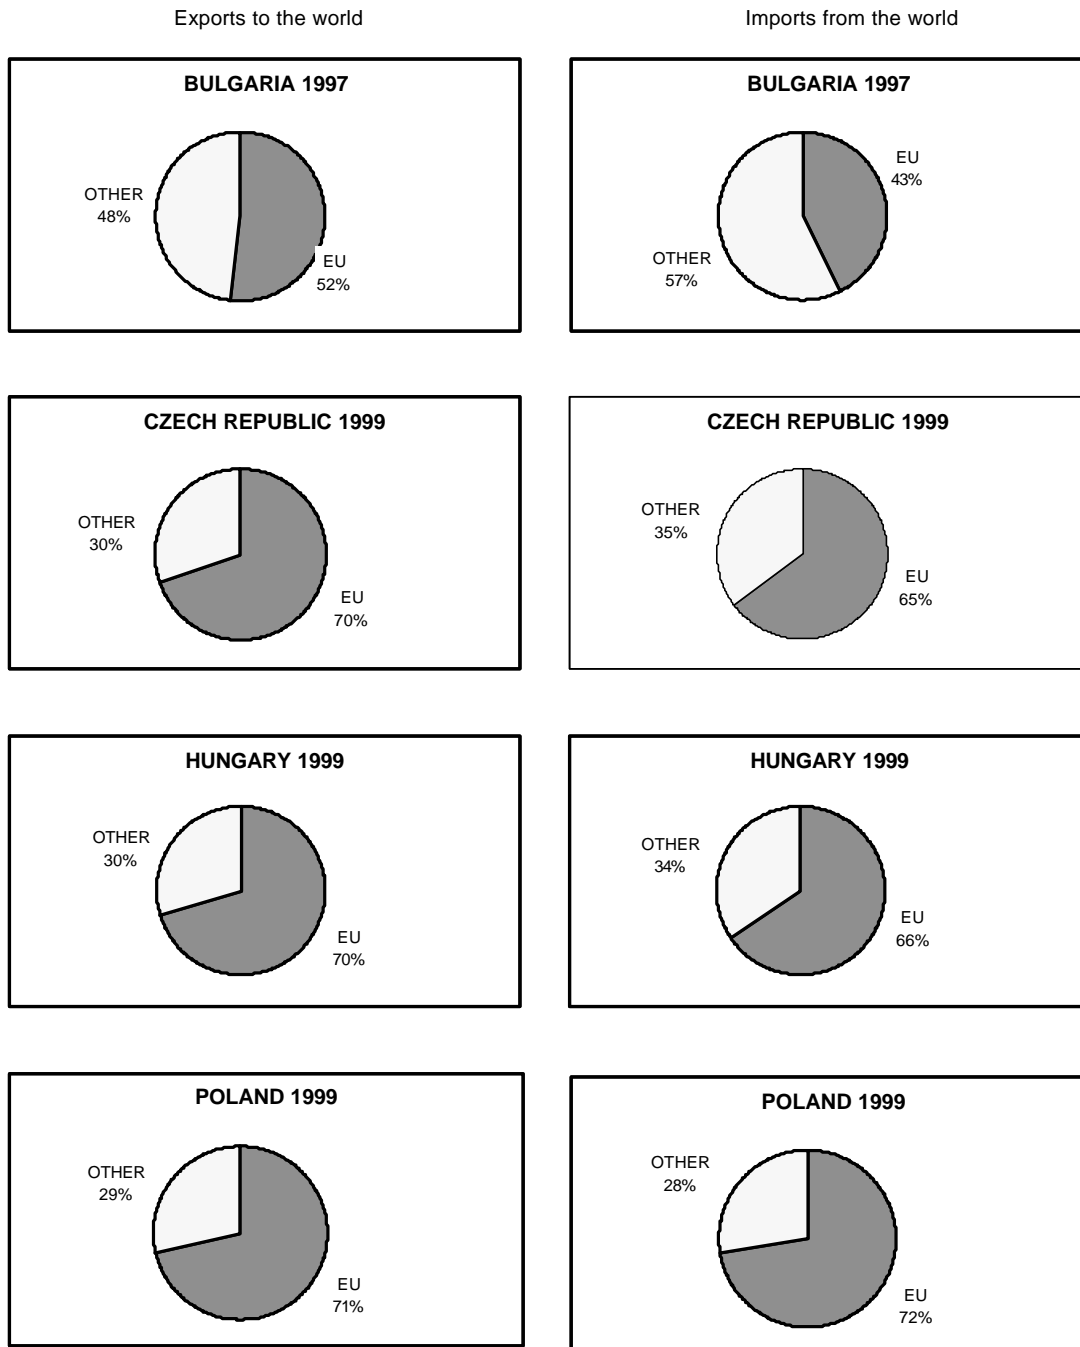 Exports to the world
Imports from the world
BULGARIA 1997
OTHER
48%
EU
52%
BULGARIA 1997
EU
43%
OTHER
57%
CZECH REPUBLIC 1999
OTHER
30%
EU
70%
CZECH REPUBLIC 1999
OTHER
35%
EU
65%
HUNGARY 1999
OTHER
30%
EU
70%
HUNGARY 1999
OTHER
34%
EU
66%
POLAND 1999
OTHER
29%
EU
71%
POLAND 1999
OTHER
28%
EU
72%